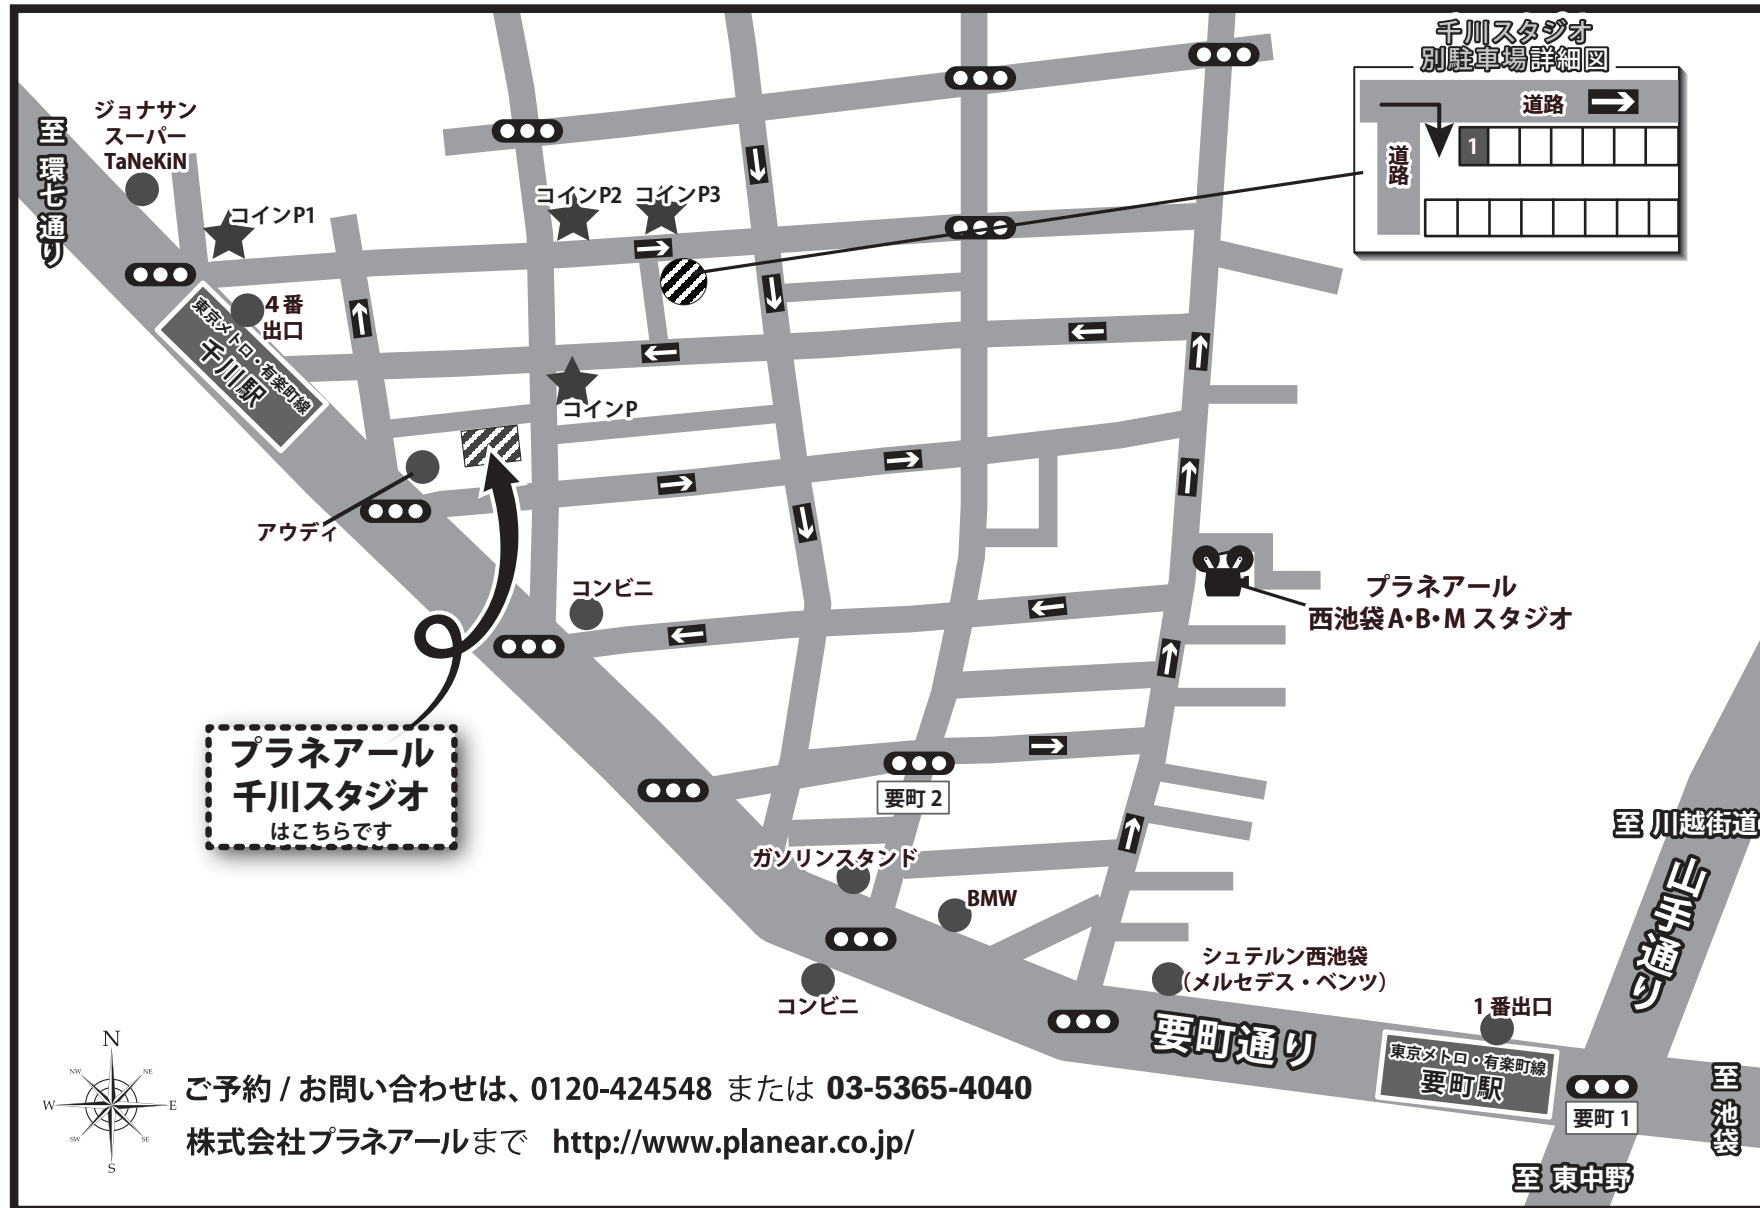 千川スタジオ
別駐車場詳細図
道路
道路
1
至 環七通り
ジョナサン
スーパー
TaNeKiN
コインP1
コインP2
コインP3
4番
出口
東京メトロ・有楽町線
千川駅
コインP
アウディ
コンビニ
プラネアール
西池袋A・B・M スタジオ
プラネアール
千川スタジオ
はこちらです
要町 2
ガソリンスタンド
BMW
コンビニ
シュテルン西池袋
(メルセデス・ベンツ)
至 川越街道
山手通り
要町通り
1番出口
東京メトロ・有楽町線
要町駅
要町 1
至 池袋
至 東中野
N
NW
NE
W
E
SW
SE
S
ご予約 / お問い合わせは、0120-424548 または 03-5365-4040
株式会社プラネアールまで http://www.planear.co.jp/